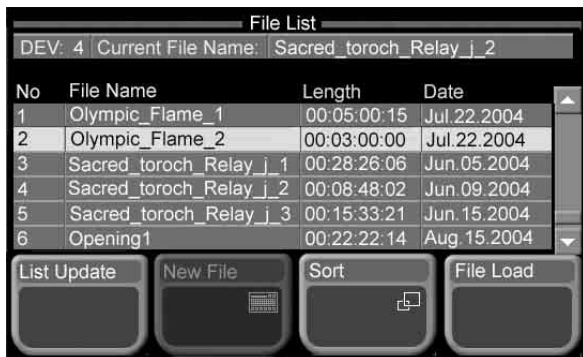 File List
DEV: 4 Current File Name: Sacred_toroch_Relay_j_2
No File Name Length Date
1 Olympic_Flame_1 00:05:00:15 Jul.22.2004
2 Olympic_Flame_2 00:03:00:00 Jul.22.2004
3 Sacred_toroch_Relay_j_1 00:28:26:06 Jun.05.2004
4 Sacred_toroch_Relay_j_2 00:08:48:02 Jun.09.2004
5 Sacred_toroch_Relay_j_3 00:15:33:21 Jun.15.2004
6 Opening1 00:22:22:14 Aug.15.2004
List Update New File Sort File Load